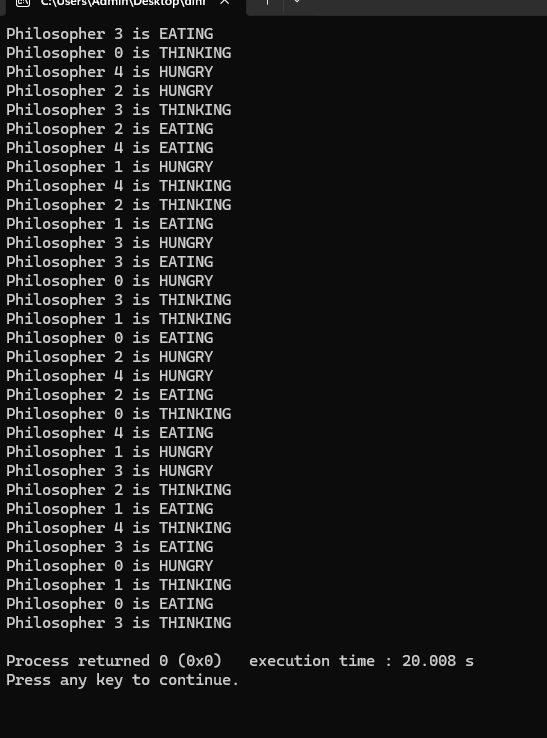 C:\Users\Admin\Desktop\dinr
Philosopher 3 is EATING
Philosopher 0 is THINKING
Philosopher 4 is HUNGRY
Philosopher 2 is HUNGRY
Philosopher 3 is THINKING
Philosopher 2 is EATING
Philosopher 4 is EATING
Philosopher 1 is HUNGRY
Philosopher 4 is THINKING
Philosopher 2 is THINKING
Philosopher 1 is EATING
Philosopher 3 is HUNGRY
Philosopher 3 is EATING
Philosopher 0 is HUNGRY
Philosopher 3 is THINKING
Philosopher 1 is THINKING
Philosopher 0 is EATING
Philosopher 2 is HUNGRY
Philosopher 4 is HUNGRY
Philosopher 2 is EATING
Philosopher 0 is THINKING
Philosopher 4 is EATING
Philosopher 1 is HUNGRY
Philosopher 3 is HUNGRY
Philosopher 2 is THINKING
Philosopher 1 is EATING
Philosopher 4 is THINKING
Philosopher 3 is EATING
Philosopher 0 is HUNGRY
Philosopher 1 is THINKING
Philosopher 0 is EATING
Philosopher 3 is THINKING
Process returned 0 (0x0)   execution time : 20.008 s
Press any key to continue.